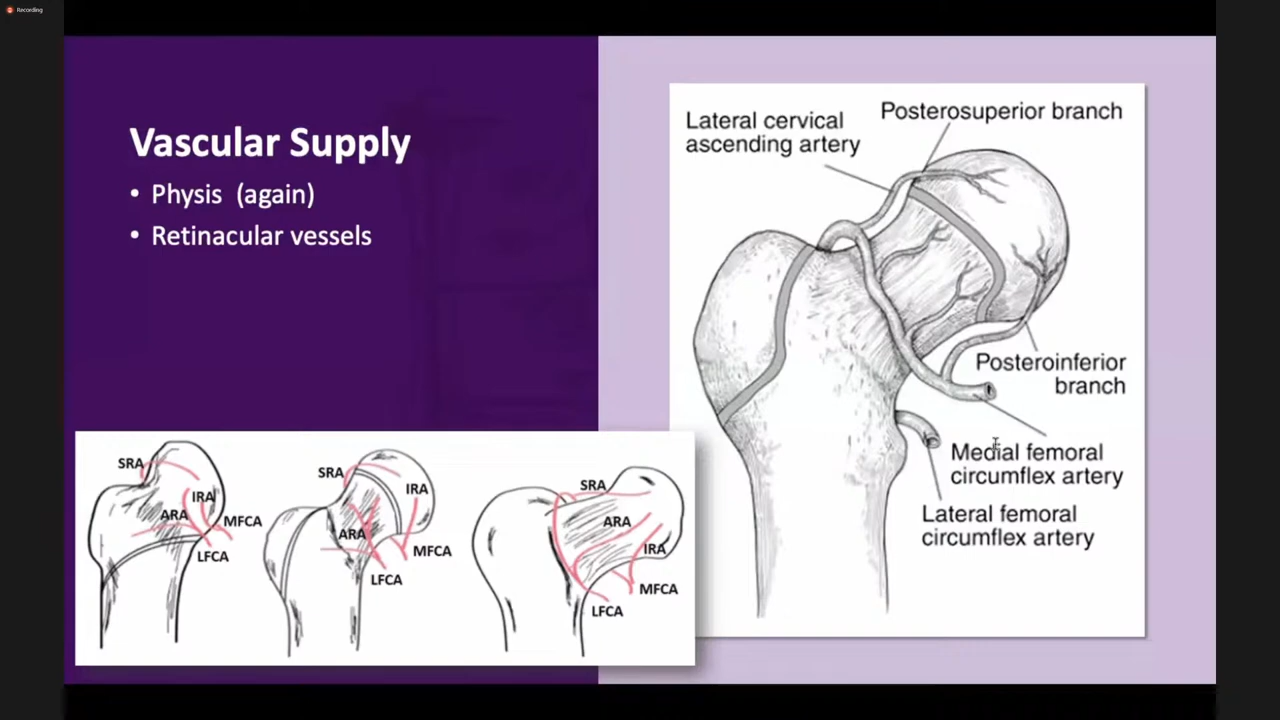 Recording
Vascular Supply
• Physis (again)
• Retinacular vessels
Lateral cervical
ascending artery
Posterosuperior branch
Posteroinferior
branch
Medial femoral
circumflex artery
Lateral femoral
circumflex artery
SRA
IRA
ARA
MFCA
LFCA
SRA
IRA
ARA
MFCA
LFCA
SRA
ARA
IRA
MFCA
LFCA